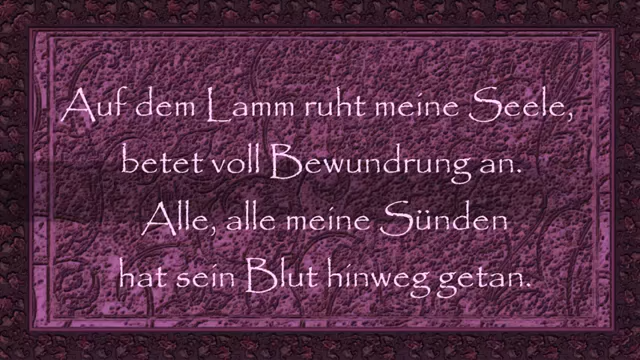 Auf dem Lamm ruht meine Seele,
betet voll Bewundrung an.
Alle, alle meine Sünden
hat sein Blut hinweg getan.